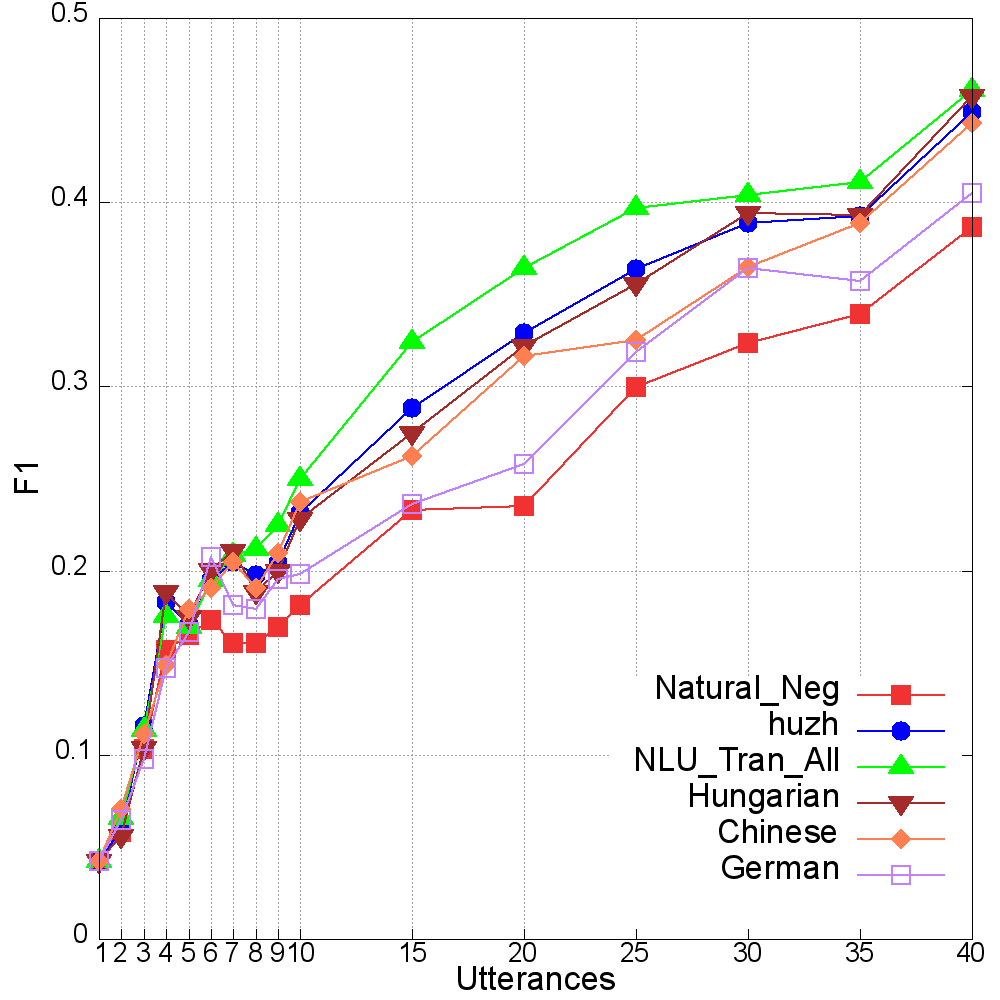 0.5
0.4
0.3
0.2
0.1
0
F1
1 2 3 4 5 6 7 8 9 10 15 20 25 30 35 40
Utterances
Natural_Neg
huzh
NLU_Tran_All
Hungarian
Chinese
German